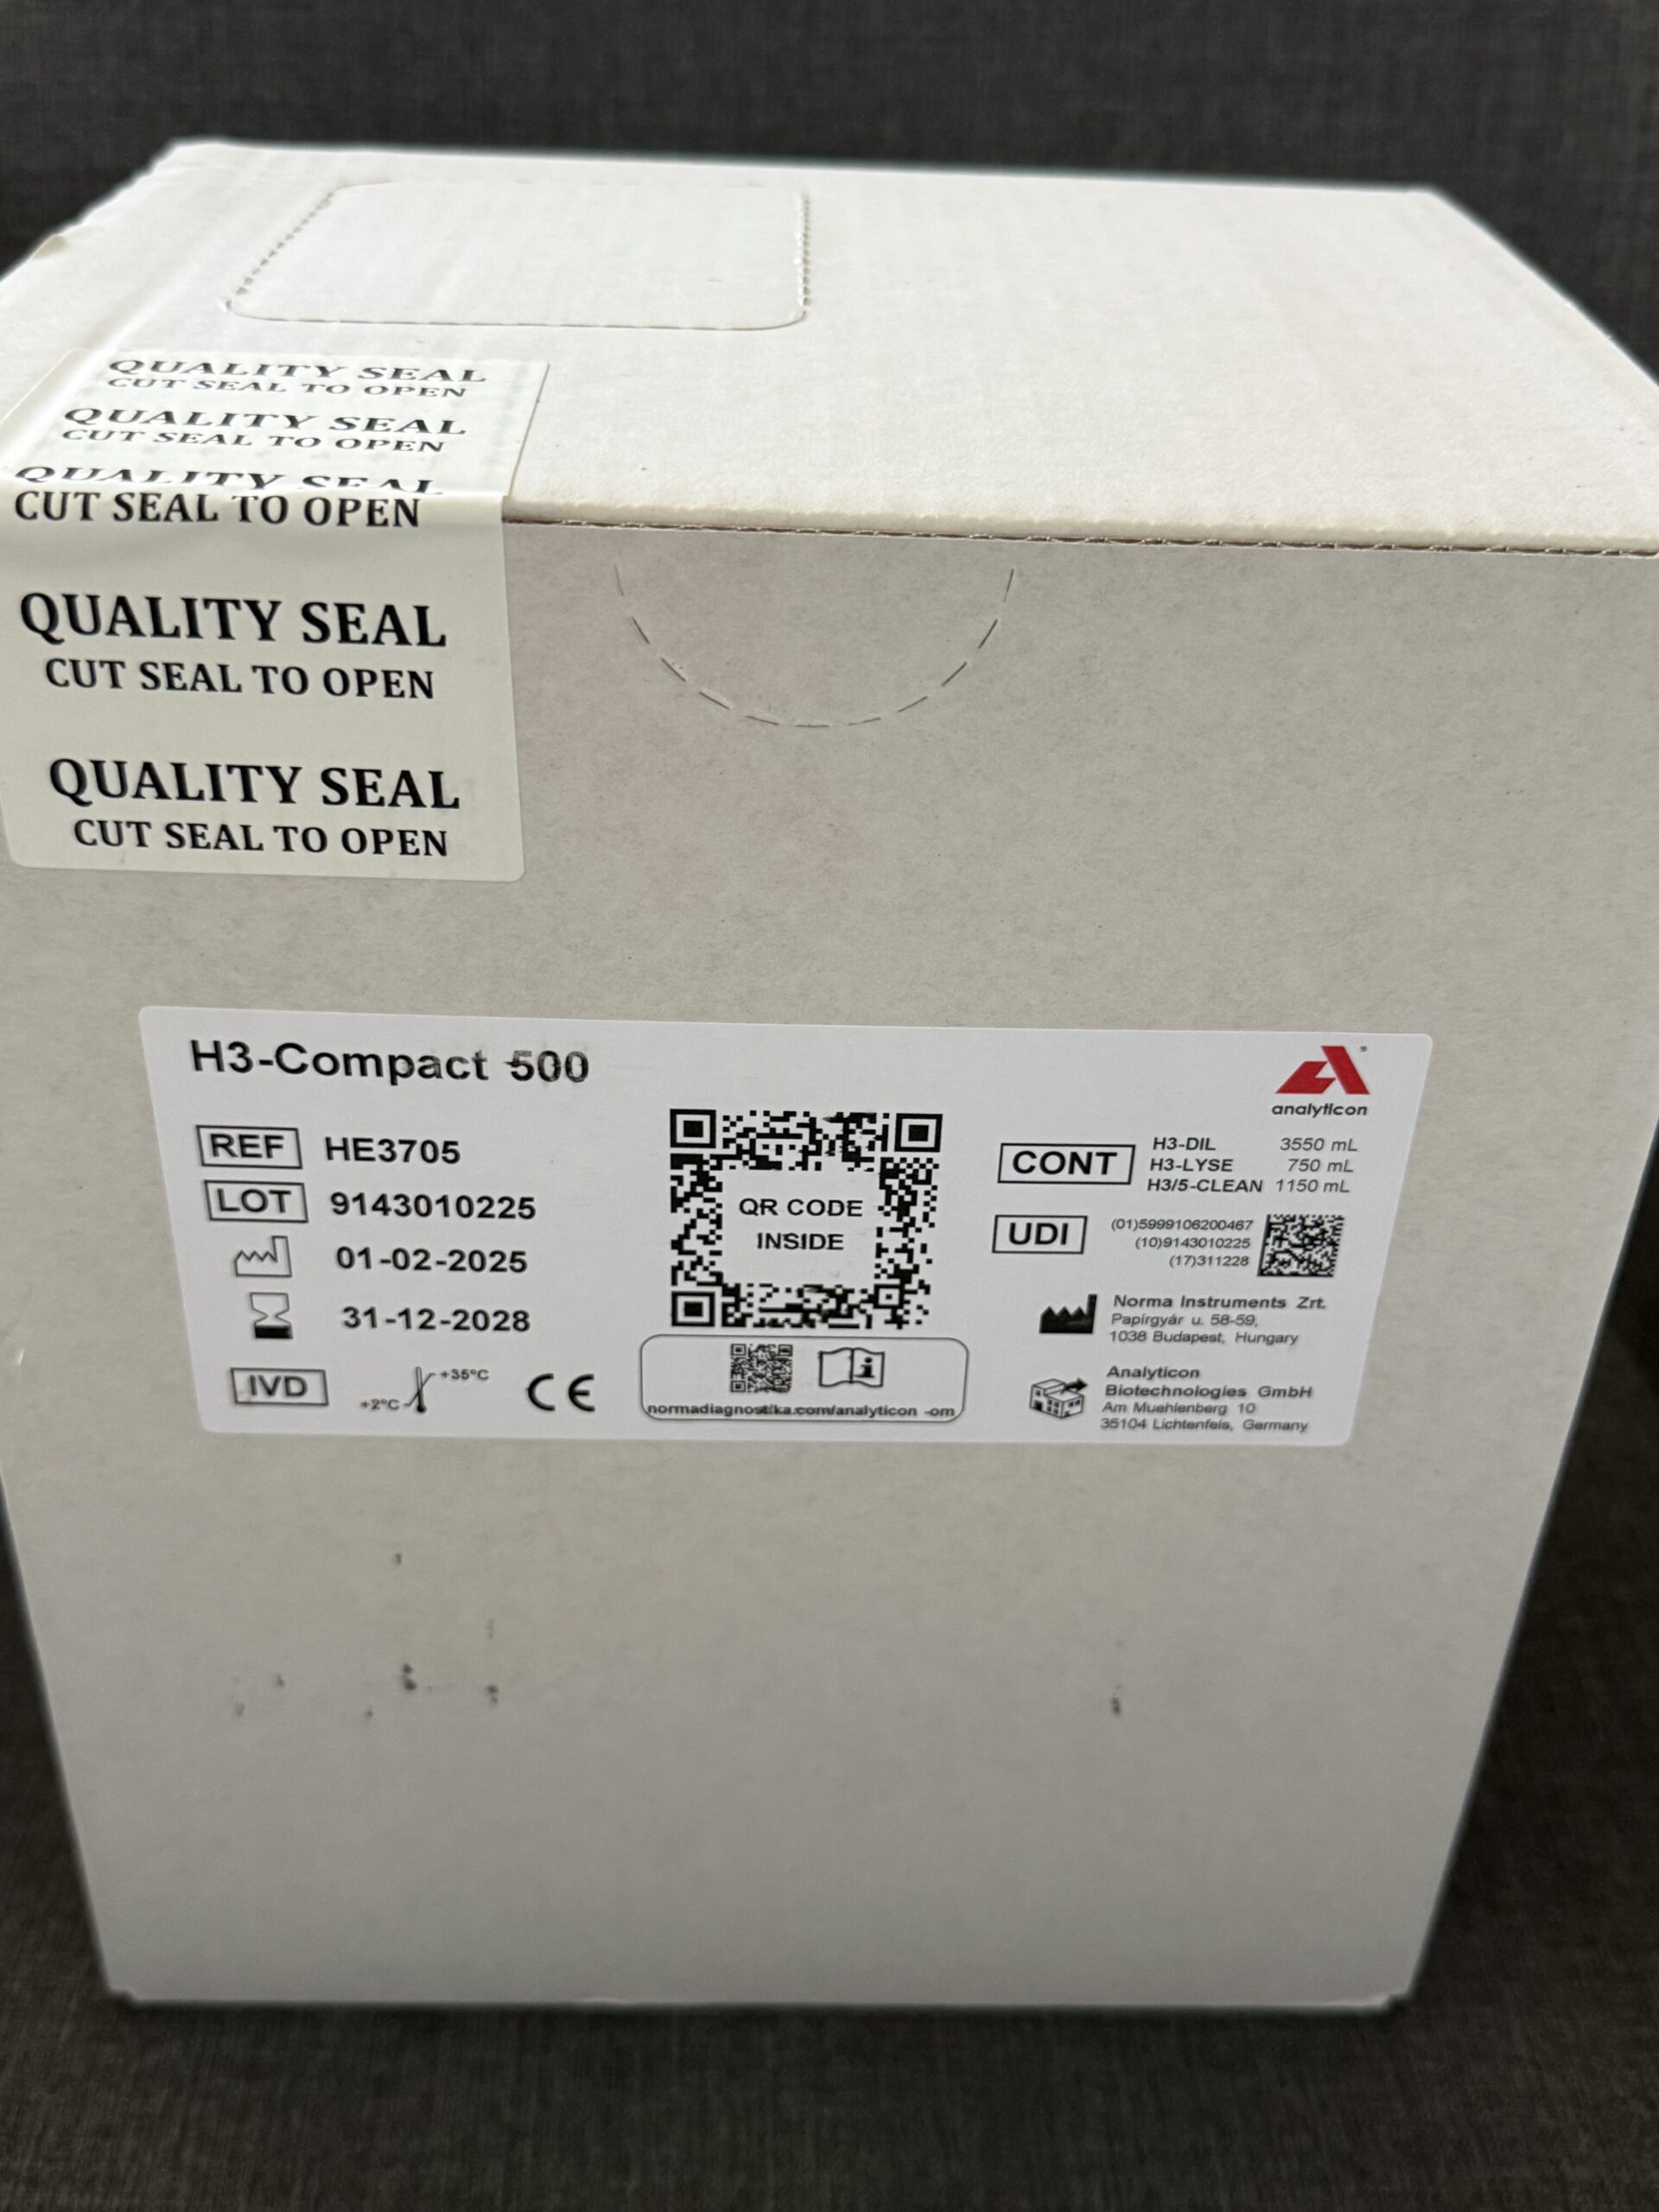 QUALITY SEAL
CUT SEAL TO OPEN
QUALITY SEAL
CUT SEAL TO OPEN
QUALITY SEAL
CUT SEAL TO OPEN
QUALITY SEAL
CUT SEAL TO OPEN
QUALITY SEAL
CUT SEAL TO OPEN
H3-Compact 500
analyticon
REF HE3705
LOT 9143010225
01-02-2025
31-12-2028
IVD +2°C +35°C CE
QR CODE
INSIDE
normadiagnostika.com/analyticon -om
CONT H3-DIL 3550 mL
H3-LYSE 750 mL
H3/5-CLEAN 1150 mL
UDI (01)5999106200467
(10)9143010225
(17)311228
Norma Instruments Zrt.
Papírgyár u. 58-59,
1038 Budapest, Hungary
Analyticon
Biotechnologies GmbH
Am Muehlenberg 10
35104 Lichtenfels, Germany